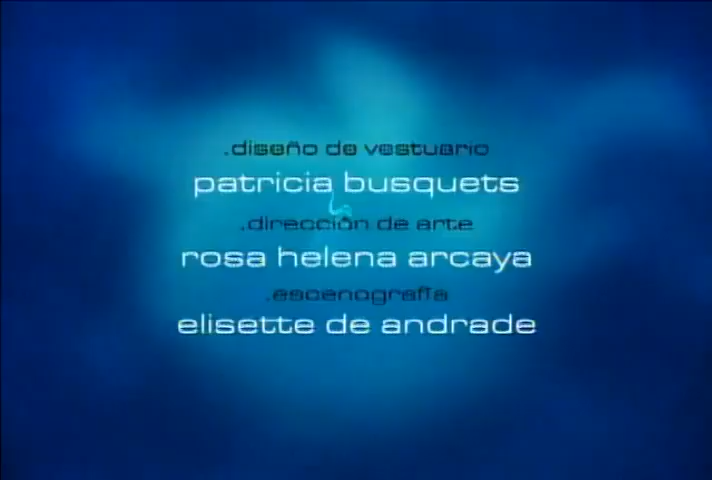 .diseño de vestuario
patricia busquets
.dirección de arte
rosa helena arcaya
.escenografía
elisette de andrade